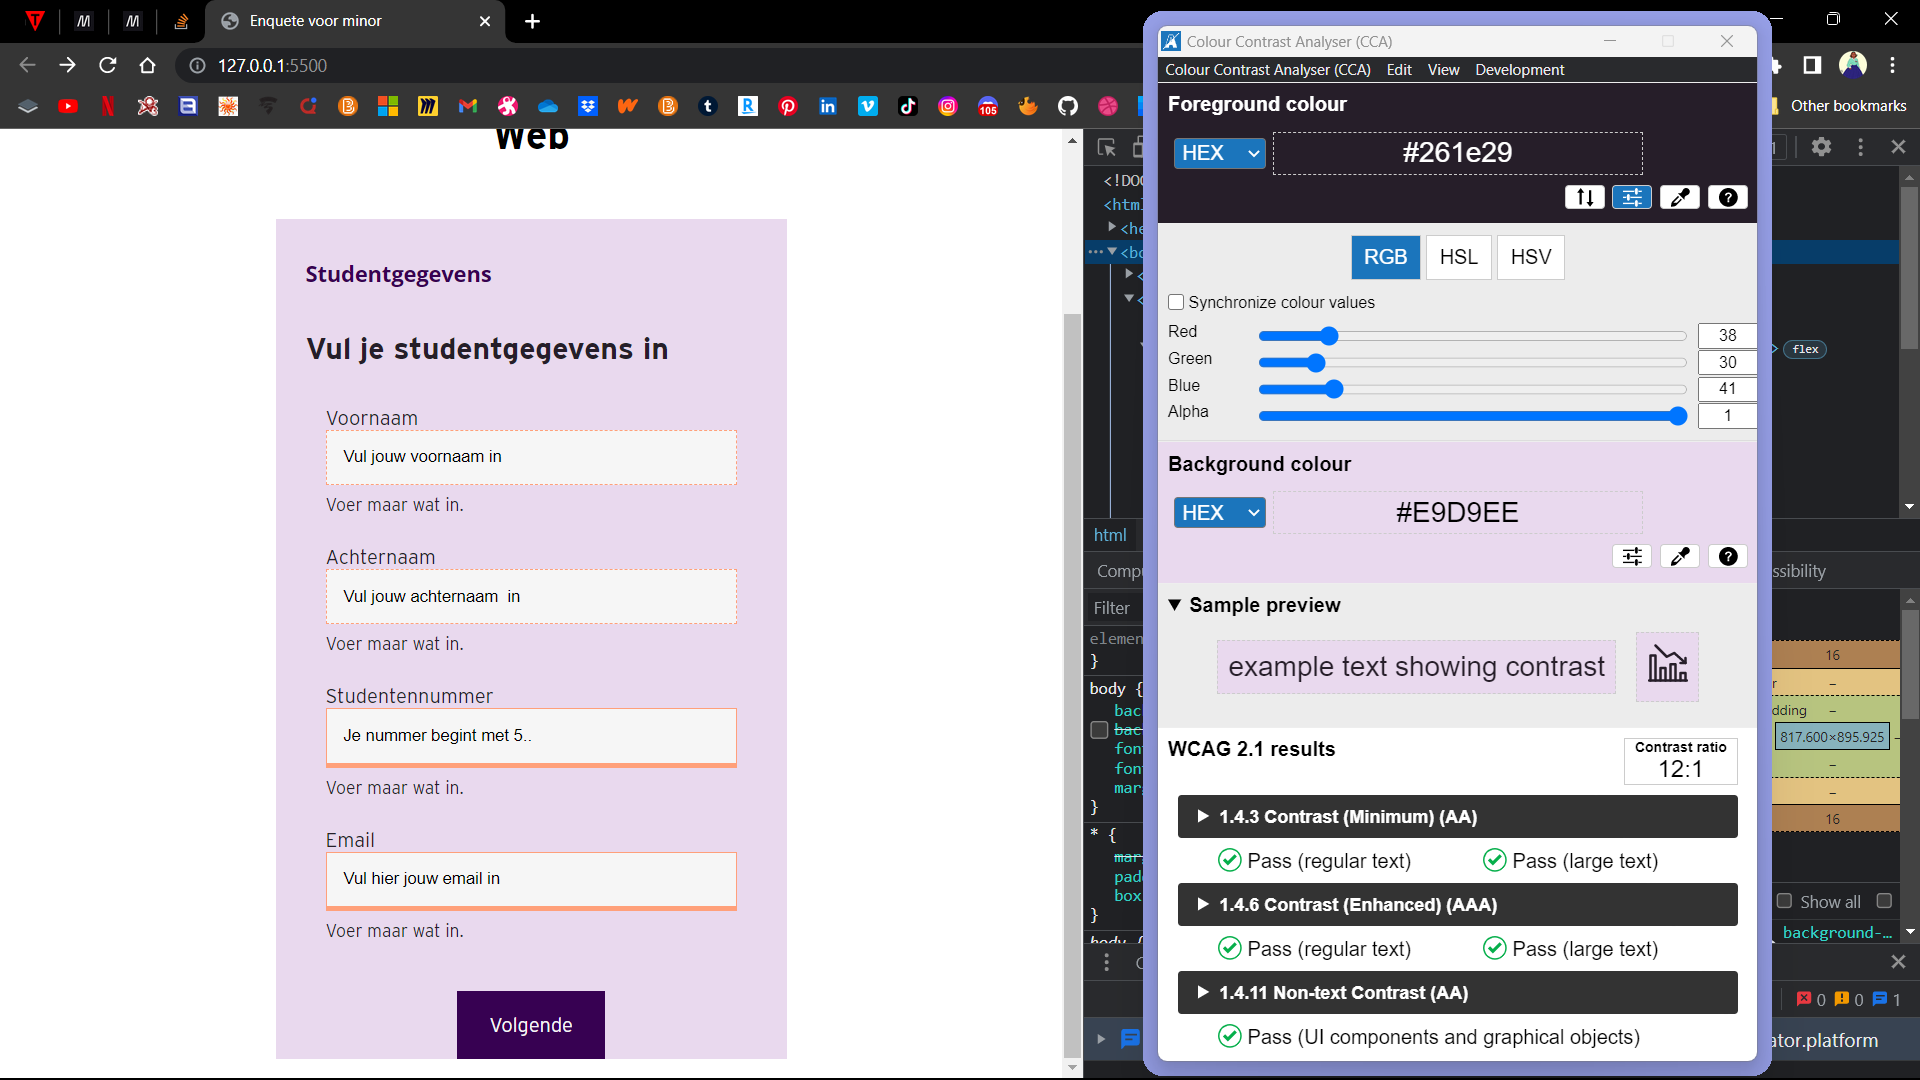 Enquete voor minor
127.0.0.1:5500
105
Other bookmarks
Web
Studentgegevens
Vul je studentgegevens in
Voornaam
Vul jouw voornaam in
Voer maar wat in.
Achternaam
Vul jouw achternaam  in
Voer maar wat in.
Studentennummer
Je nummer begint met 5..
Voer maar wat in.
Email
Vul hier jouw email in
Voer maar wat in.
Volgende
Colour Contrast Analyser (CCA)
Colour Contrast Analyser (CCA) Edit View Development
Foreground colour
HEX #261e29
RGB HSL HSV
Synchronize colour values
Red 38
Green 30
Blue 41
Alpha 1
Background colour
HEX #E9D9EE
Sample preview
example text showing contrast
WCAG 2.1 results
Contrast ratio
12:1
1.4.3 Contrast (Minimum) (AA)
Pass (regular text) Pass (large text)
1.4.6 Contrast (Enhanced) (AAA)
Pass (regular text) Pass (large text)
1.4.11 Non-text Contrast (AA)
Pass (UI components and graphical objects)
<!DOC
<htm
<he
<bo
flex
html
Compu
ssibility
Filter
elemen
}
body {
bac
bac
fon
fon
mar
}
* {
mar
pad
box
}
body {
16
dding
817.600×895.925
16
Show all
background-...
0 0 1
ator.platform